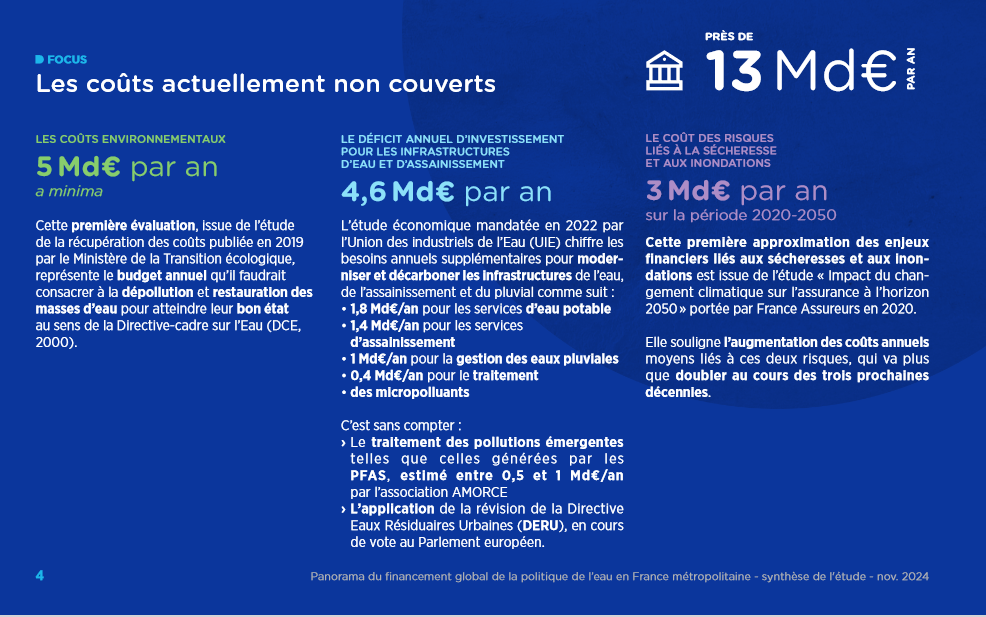 FOCUS
Les coûts actuellement non couverts
PRÈS DE
13 Md€
PAR AN
LES COÛTS ENVIRONNEMENTAUX
5 Md€ par an
a minima
Cette première évaluation, issue de l'étude
de la récupération des coûts publiée en 2019
par le Ministère de la Transition écologique,
représente le budget annuel qu'il faudrait
consacrer à la dépollution et restauration des
masses d'eau pour atteindre leur bon état
au sens de la Directive-cadre sur l'Eau (DCE,
2000).
LE DÉFICIT ANNUEL D'INVESTISSEMENT
POUR LES INFRASTRUCTURES
D'EAU ET D'ASSAINISSEMENT
4,6 Md€ par an
L'étude économique mandatée en 2022 par
l'Union des industriels de l'Eau (UIE) chiffre les
besoins annuels supplémentaires pour moder-
niser et décarboner les infrastructures de l'eau,
de l'assainissement et du pluvial comme suit :
• 1,8 Md€/an pour les services d'eau potable
• 1,4 Md€/an pour les services
d'assainissement
• 1 Md€/an pour la gestion des eaux pluviales
• 0,4 Md€/an pour le traitement
• des micropolluants
C'est sans compter :
› Le traitement des pollutions émergentes
telles que celles générées par les
PFAS, estimé entre 0,5 et 1 Md€/an
par l'association AMORCE
› L'application de la révision de la Directive
Eaux Résiduaires Urbaines (DERU), en cours
de vote au Parlement européen.
LE COÛT DES RISQUES
LIÉS À LA SÉCHERESSE
ET AUX INONDATIONS
3 Md€ par an
sur la période 2020-2050
Cette première approximation des enjeux
financiers liés aux sécheresses et aux inon-
dations est issue de l'étude « Impact du chan-
gement climatique sur l'assurance à l'horizon
2050 » portée par France Assureurs en 2020.
Elle souligne l'augmentation des coûts annuels
moyens liés à ces deux risques, qui va plus
que doubler au cours des trois prochaines
décennies.
4
Panorama du financement global de la politique de l'eau en France métropolitaine - synthèse de l'étude - nov. 2024